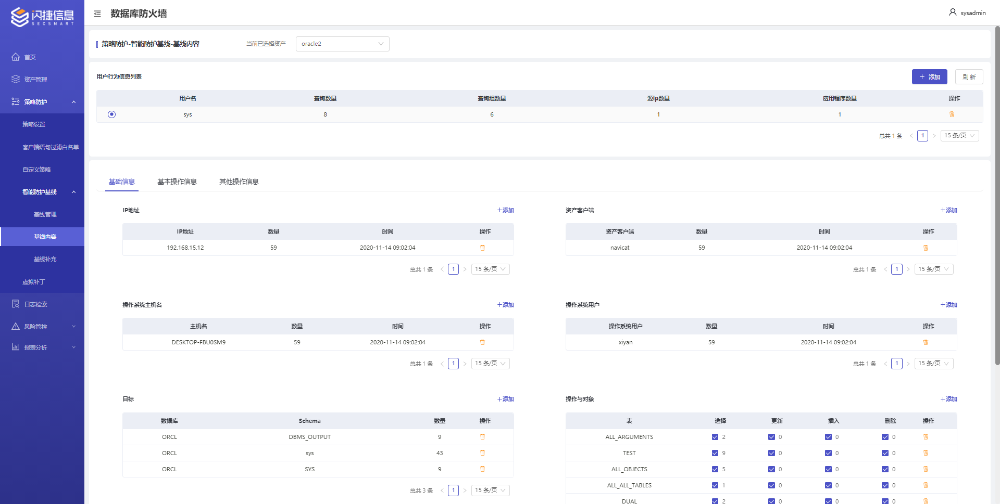 闪捷信息
SECSMART
数据库防火墙
sysadmin
首页
资产管理
策略防护
策略设置
客户端语句过滤白名单
自定义策略
智能防护基线
基线管理
基线内容
基线补充
虚拟补丁
日志检索
风险管控
报表分析
策略防护-智能防护基线-基线内容 当前已选择资产 oracle2
用户行为信息列表 添加 刷 新
用户名 查询数量 查询组数量 源ip数量 应用程序数量 操作
sys 8 6 1 1
总共 1 条 < 1 > 15 条/页
基础信息 基本操作信息 其他操作信息
IP地址 +添加
IP地址 数量 时间 操作
192.168.15.12 59 2020-11-14 09:02:04
总共 1 条 < 1 > 15 条/页
资产客户端 +添加
资产客户端 数量 时间 操作
navicat 59 2020-11-14 09:02:04
总共 1 条 < 1 > 15 条/页
操作系统主机名 +添加
主机名 数量 时间 操作
DESKTOP-FBU0SM9 59 2020-11-14 09:02:04
总共 1 条 < 1 > 15 条/页
操作系统用户 +添加
操作系统用户 数量 时间 操作
xiyan 59 2020-11-14 09:02:04
总共 1 条 < 1 > 15 条/页
目标 +添加
数据库 Schema 数量 操作
ORCL DBMS_OUTPUT 9
ORCL sys 43
ORCL SYS 9
总共 3 条 < 1 > 15 条/页
操作与对象 +添加
表 选择 更新 插入 删除 操作
ALL_ARGUMENTS 2 0 0 0
TEST 9 0 0 0
ALL_OBJECTS 5 0 0 0
ALL_ALL_TABLES 1 0 0 0
DUAL 2 0 0 0